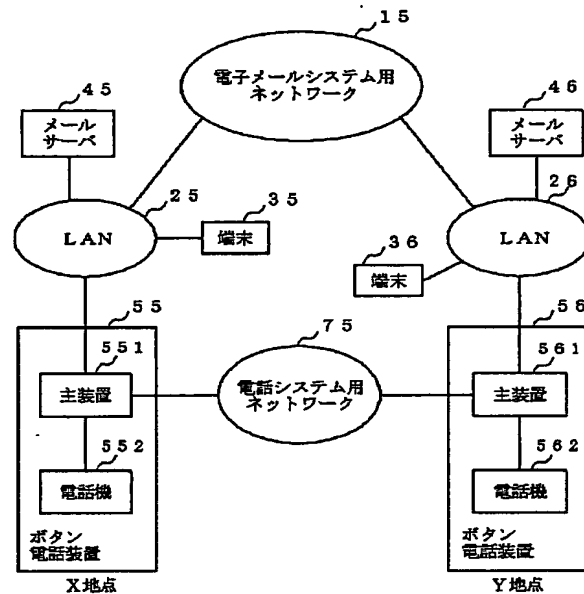 15
電子メールシステム用
ネットワーク
45
メール
サーバ
46
メール
サーバ
25
LAN
35
端末
26
LAN
36
端末
55
551
主装置
552
電話機
ボタン
電話装置
X地点
75
電話システム用
ネットワーク
56
561
主装置
562
電話機
ボタン
電話装置
Y地点